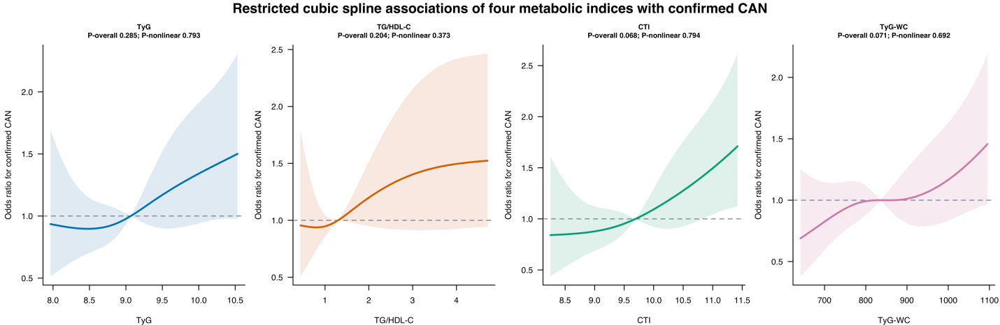 Restricted cubic spline associations of four metabolic indices with confirmed CAN
TyG
P-overall 0.285; P-nonlinear 0.793
Odds ratio for confirmed CAN
2.0
1.5
1.0
0.5
8.0 8.5 9.0 9.5 10.0 10.5
TyG
TG/HDL-C
P-overall 0.204; P-nonlinear 0.373
Odds ratio for confirmed CAN
2.5
2.0
1.5
1.0
0.5
1 2 3 4
TG/HDL-C
CTI
P-overall 0.068; P-nonlinear 0.794
Odds ratio for confirmed CAN
2.5
2.0
1.5
1.0
0.5
8.5 9.0 9.5 10.0 10.5 11.0 11.5
CTI
TyG-WC
P-overall 0.071; P-nonlinear 0.692
Odds ratio for confirmed CAN
2.0
1.5
1.0
0.5
700 800 900 1000 1100
TyG-WC